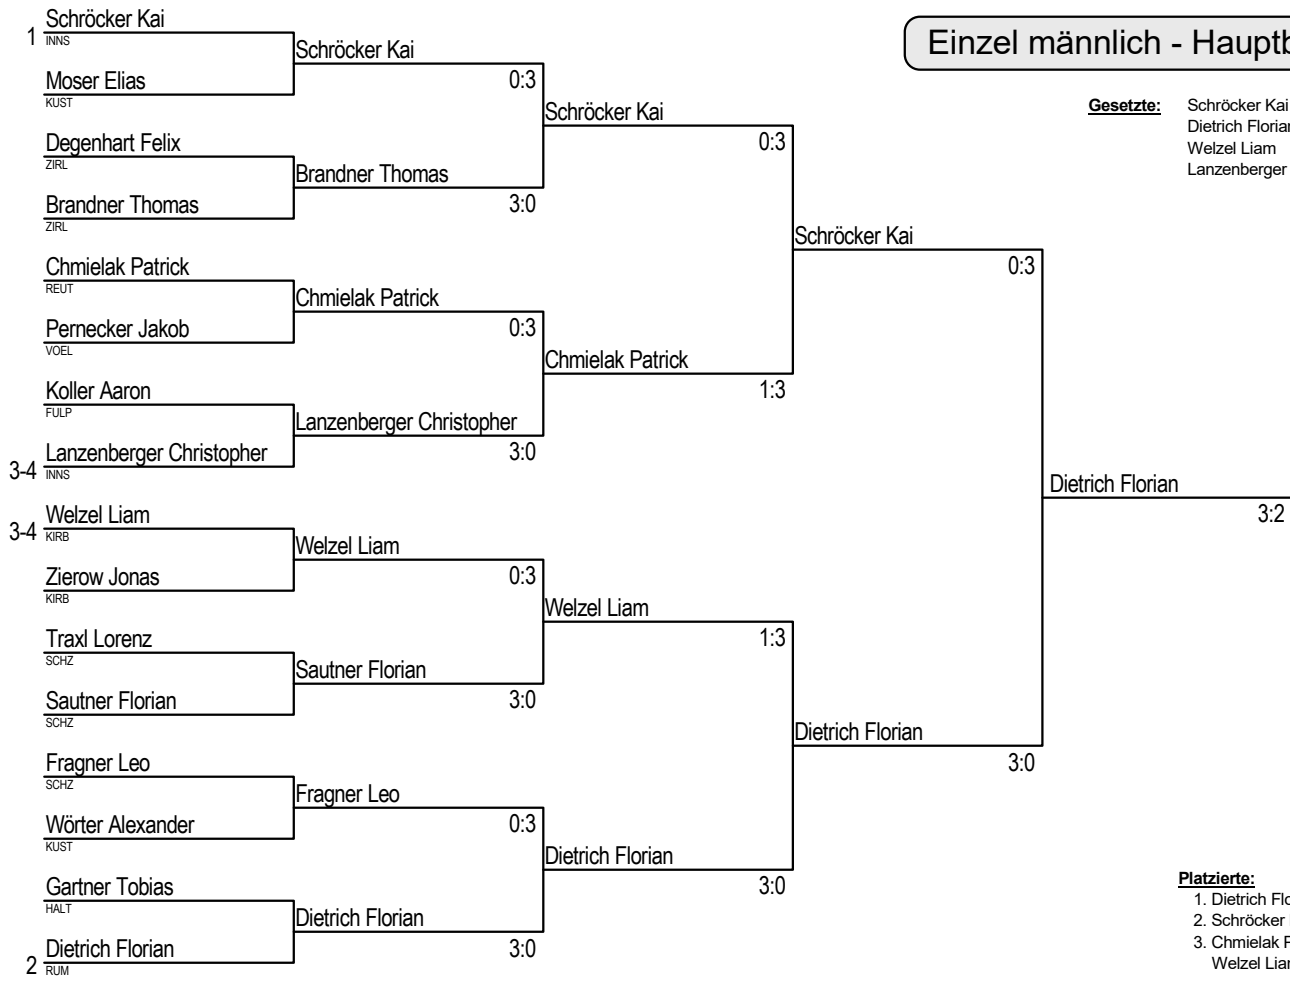 Einzel männlich - Hauptb
Gesetzte: Schröcker Kai
Dietrich Florian
Welzel Liam
Lanzenberger
1 Schröcker Kai
INNS
Moser Elias
KUST
Degenhart Felix
ZIRL
Brandner Thomas
ZIRL
Chmielak Patrick
REUT
Pernecker Jakob
VOEL
Koller Aaron
FULP
3-4 Lanzenberger Christopher
INNS
3-4 Welzel Liam
KIRB
Zierow Jonas
KIRB
Traxl Lorenz
SCHZ
Sautner Florian
SCHZ
Fragner Leo
SCHZ
Wörter Alexander
KUST
Gartner Tobias
HALT
2 Dietrich Florian
RUM
Schröcker Kai
0:3
Brandner Thomas
3:0
Chmielak Patrick
0:3
Lanzenberger Christopher
3:0
Welzel Liam
0:3
Sautner Florian
3:0
Fragner Leo
0:3
Dietrich Florian
3:0
Schröcker Kai
0:3
Chmielak Patrick
1:3
Welzel Liam
1:3
Dietrich Florian
3:0
Schröcker Kai
0:3
Dietrich Florian
3:0
Dietrich Florian
3:2
Platzierte:
1. Dietrich Flo
2. Schröcker
3. Chmielak P
Welzel Liam